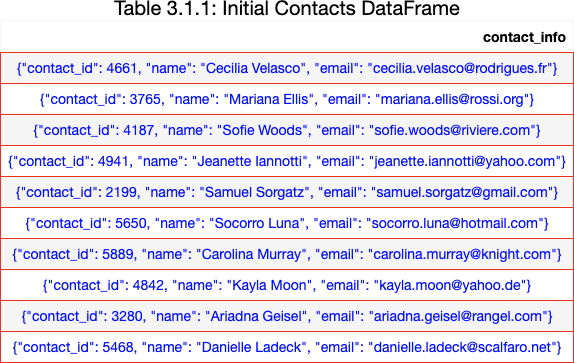 Table 3.1.1: Initial Contacts DataFrame
contact_info
{"contact_id": 4661, "name": "Cecilia Velasco", "email": "cecilia.velasco@rodrigues.fr"}
{"contact_id": 3765, "name": "Mariana Ellis", "email": "mariana.ellis@rossi.org"}
{"contact_id": 4187, "name": "Sofie Woods", "email": "sofie.woods@riviere.com"}
{"contact_id": 4941, "name": "Jeanette Iannotti", "email": "jeanette.iannotti@yahoo.com"}
{"contact_id": 2199, "name": "Samuel Sorgatz", "email": "samuel.sorgatz@gmail.com"}
{"contact_id": 5650, "name": "Socorro Luna", "email": "socorro.luna@hotmail.com"}
{"contact_id": 5889, "name": "Carolina Murray", "email": "carolina.murray@knight.com"}
{"contact_id": 4842, "name": "Kayla Moon", "email": "kayla.moon@yahoo.de"}
{"contact_id": 3280, "name": "Ariadna Geisel", "email": "ariadna.geisel@rangel.com"}
{"contact_id": 5468, "name": "Danielle Ladeck", "email": "danielle.ladeck@scalfaro.net"}